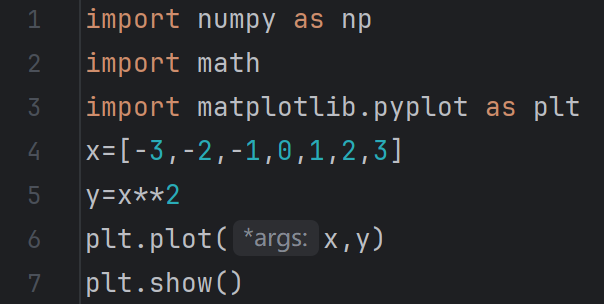 1 import numpy as np
2 import math
3 import matplotlib.pyplot as plt
4 x=[-3,-2,-1,0,1,2,3]
5 y=x**2
6 plt.plot( *args: x,y)
7 plt.show()